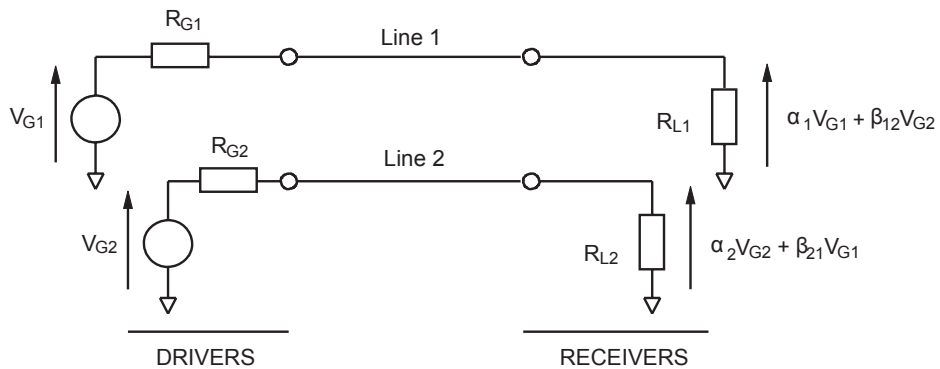 R_G1
Line 1
V_G1
R_L1
α_1V_G1 + β_12V_G2
R_G2
Line 2
V_G2
R_L2
α_2V_G2 + β_21V_G1
DRIVERS
RECEIVERS